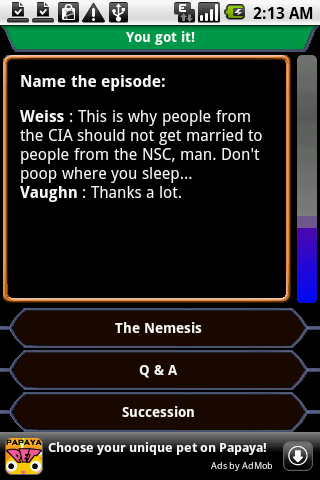 2:13 AM
You got it!
Name the episode:
Weiss : This is why people from
the CIA should not get married to
people from the NSC, man. Don't
poop where you sleep...
Vaughn : Thanks a lot.
The Nemesis
Q & A
Succession
PAPAYA
PET
Choose your unique pet on Papaya!
Ads by AdMob